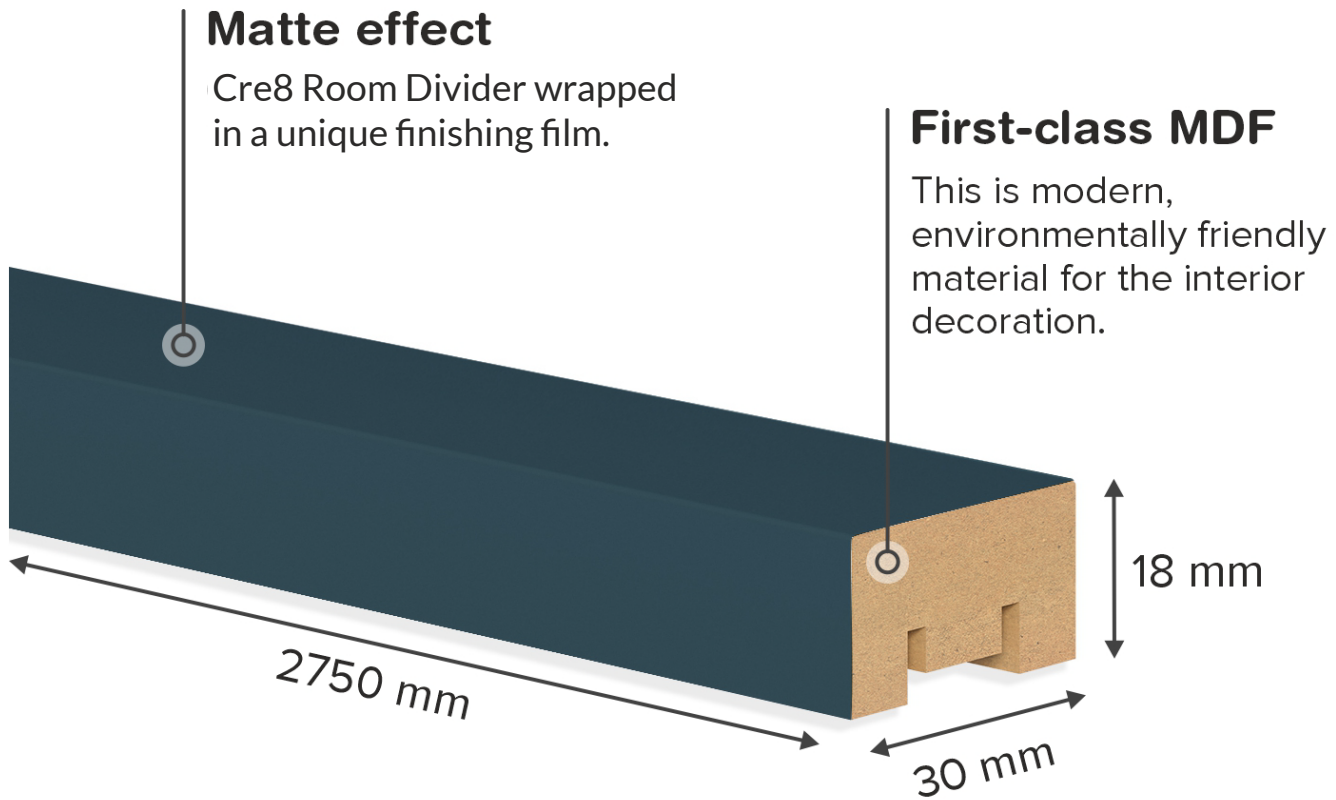 Matte effect
Cre8 Room Divider wrapped
in a unique finishing film.
First-class MDF
This is modern,
environmentally friendly
material for the interior
decoration.
18 mm
2750 mm
30 mm